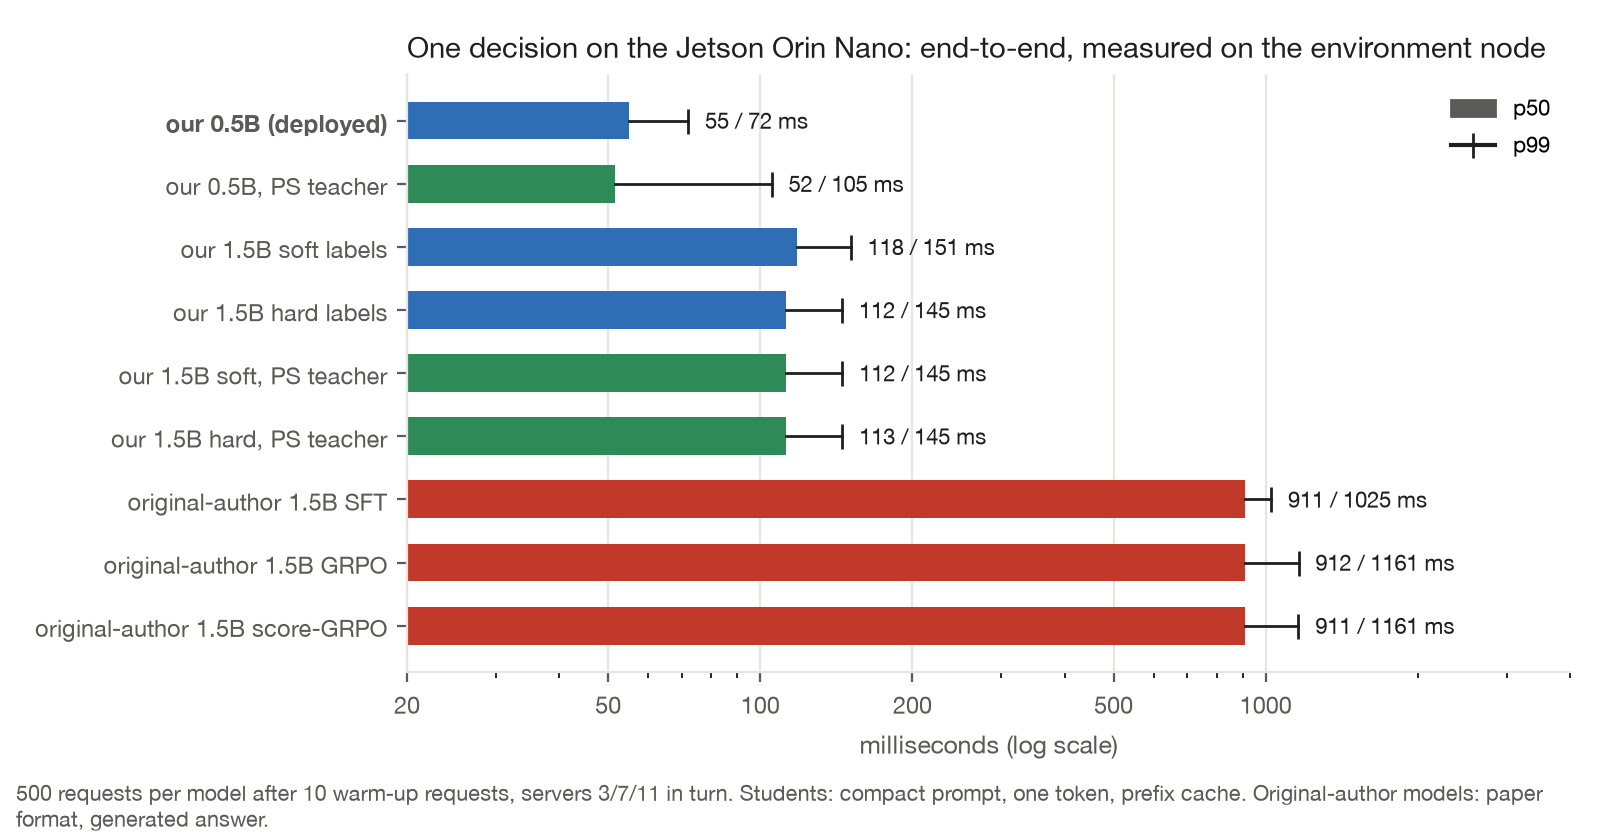 One decision on the Jetson Orin Nano: end-to-end, measured on the environment node
p50
p99
our 0.5B (deployed)
55 / 72 ms
our 0.5B, PS teacher
52 / 105 ms
our 1.5B soft labels
118 / 151 ms
our 1.5B hard labels
112 / 145 ms
our 1.5B soft, PS teacher
112 / 145 ms
our 1.5B hard, PS teacher
113 / 145 ms
original-author 1.5B SFT
911 / 1025 ms
original-author 1.5B GRPO
912 / 1161 ms
original-author 1.5B score-GRPO
911 / 1161 ms
20 50 100 200 500 1000
milliseconds (log scale)
500 requests per model after 10 warm-up requests, servers 3/7/11 in turn. Students: compact prompt, one token, prefix cache. Original-author models: paper
format, generated answer.